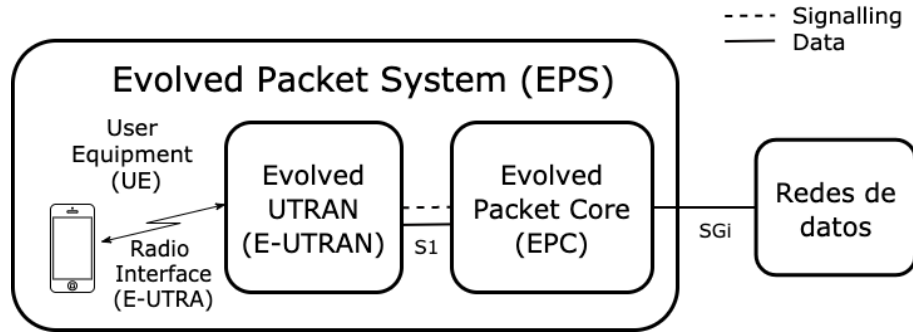 Signalling
Data
Evolved Packet System (EPS)
User
Equipment
(UE)
Radio
Interface
(E-UTRA)
Evolved
UTRAN
(E-UTRAN)
S1
Evolved
Packet Core
(EPC)
SGi
Redes de
datos